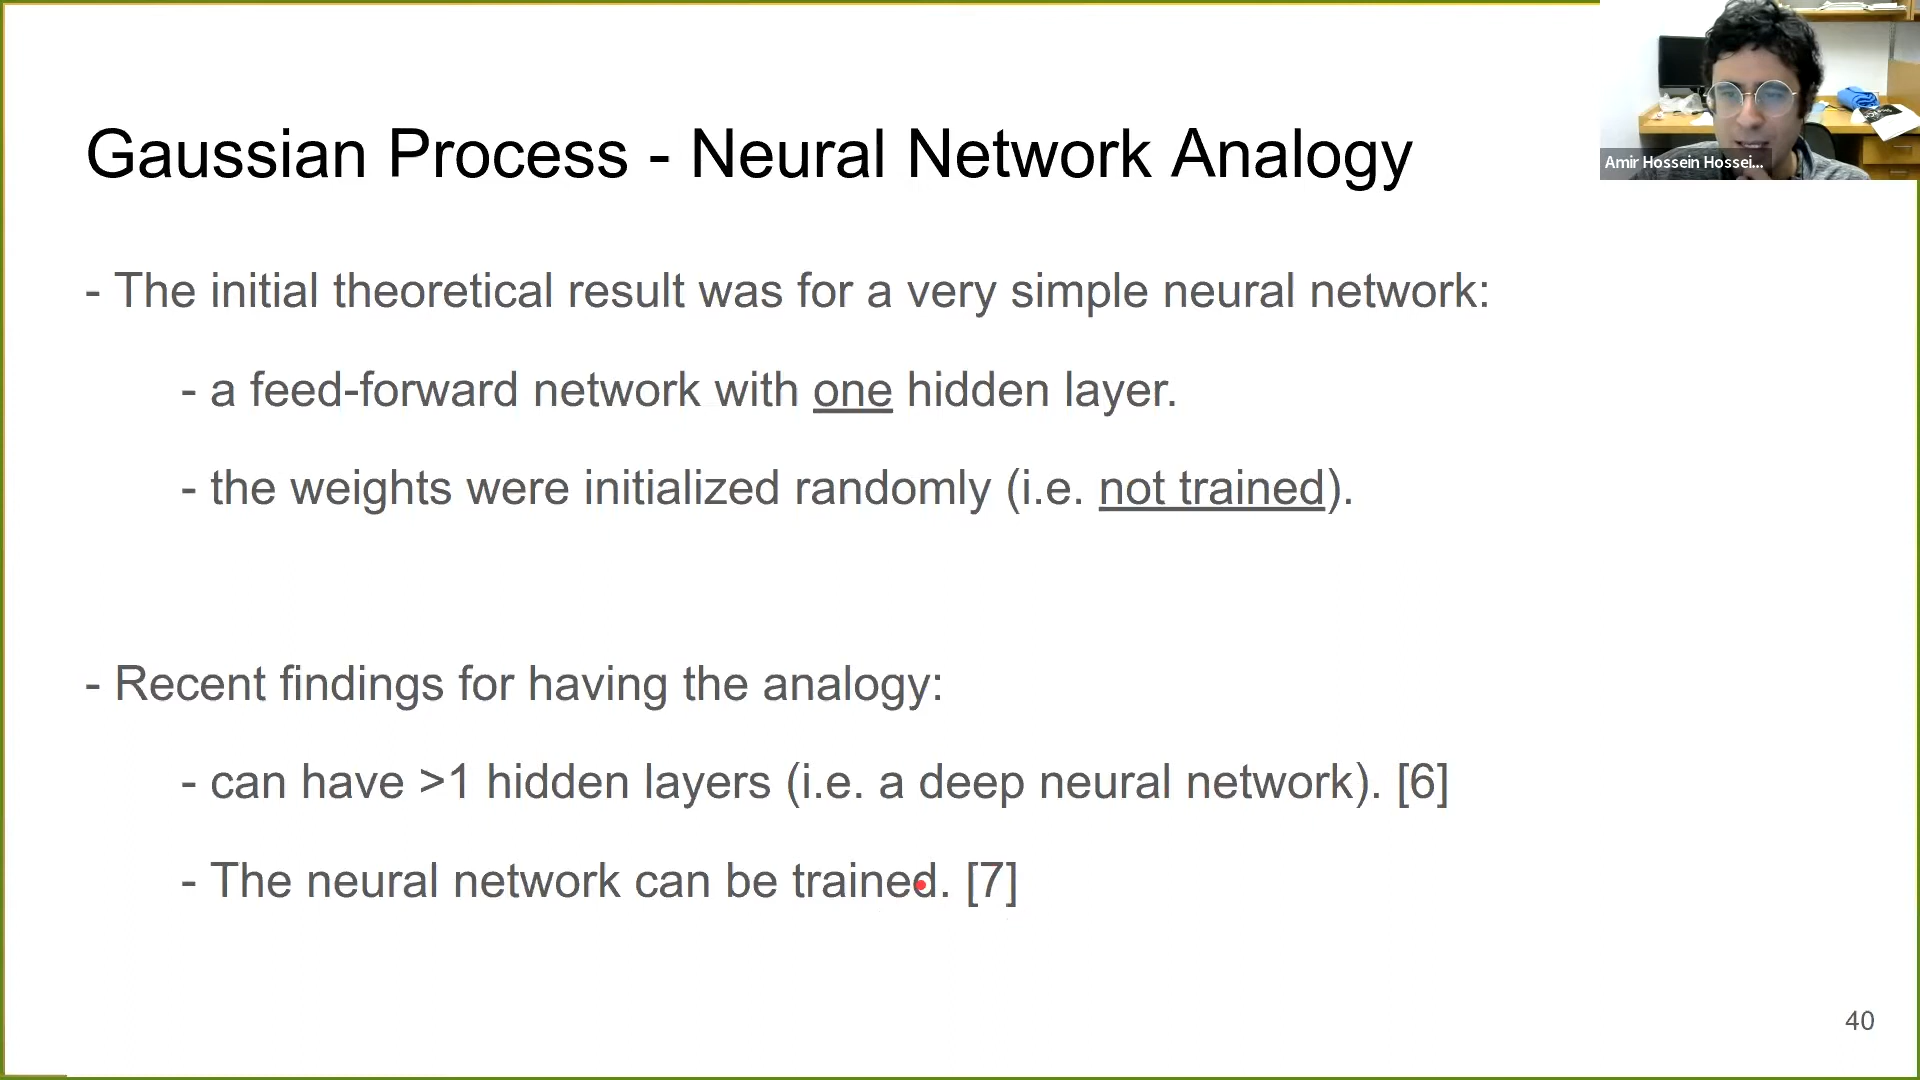 Gaussian Process - Neural Network Analogy
Amir Hossein Hossei...
- The initial theoretical result was for a very simple neural network:
- a feed-forward network with one hidden layer.
- the weights were initialized randomly (i.e. not trained).
- Recent findings for having the analogy:
- can have >1 hidden layers (i.e. a deep neural network). [6]
- The neural network can be trained. [7]
40